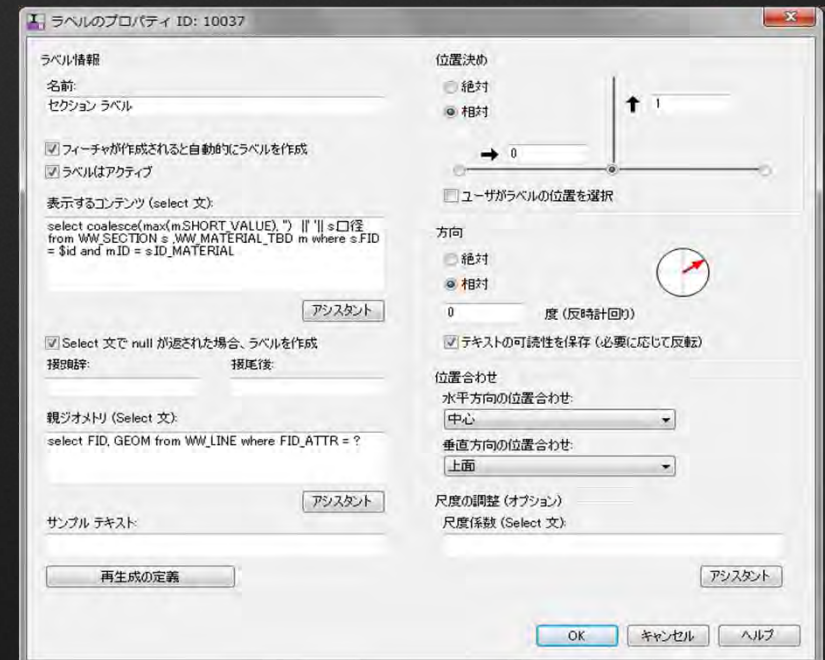 ラベルのプロパティ ID: 10037
ラベル情報
名前:
セクション ラベル
フィーチャが作成されると自動的にラベルを作成
ラベルはアクティブ
表示するコンテンツ (select 文):
select coalesce(max(m.SHORT_VALUE), '') || ' '|| s.口径
from WW_SECTION s ,WW_MATERIAL_TBD m where s.FID
= $id and m.ID = s.ID_MATERIAL
アシスタント
Select 文で null が返された場合、ラベルを作成
接頭辞:
接尾後:
親ジオメトリ (Select 文):
select FID, GEOM from WW_LINE where FID_ATTR = ?
アシスタント
サンプル テキスト:
再生成の定義
位置決め
絶対
相対
1
0
ユーザがラベルの位置を選択
方向
絶対
相対
0 度 (反時計回り)
テキストの可読性を保存 (必要に応じて反転)
位置合わせ
水平方向の位置合わせ:
中心
垂直方向の位置合わせ:
上面
尺度の調整 (オプション)
尺度係数 (Select 文):
アシスタント
OK
キャンセル
ヘルプ